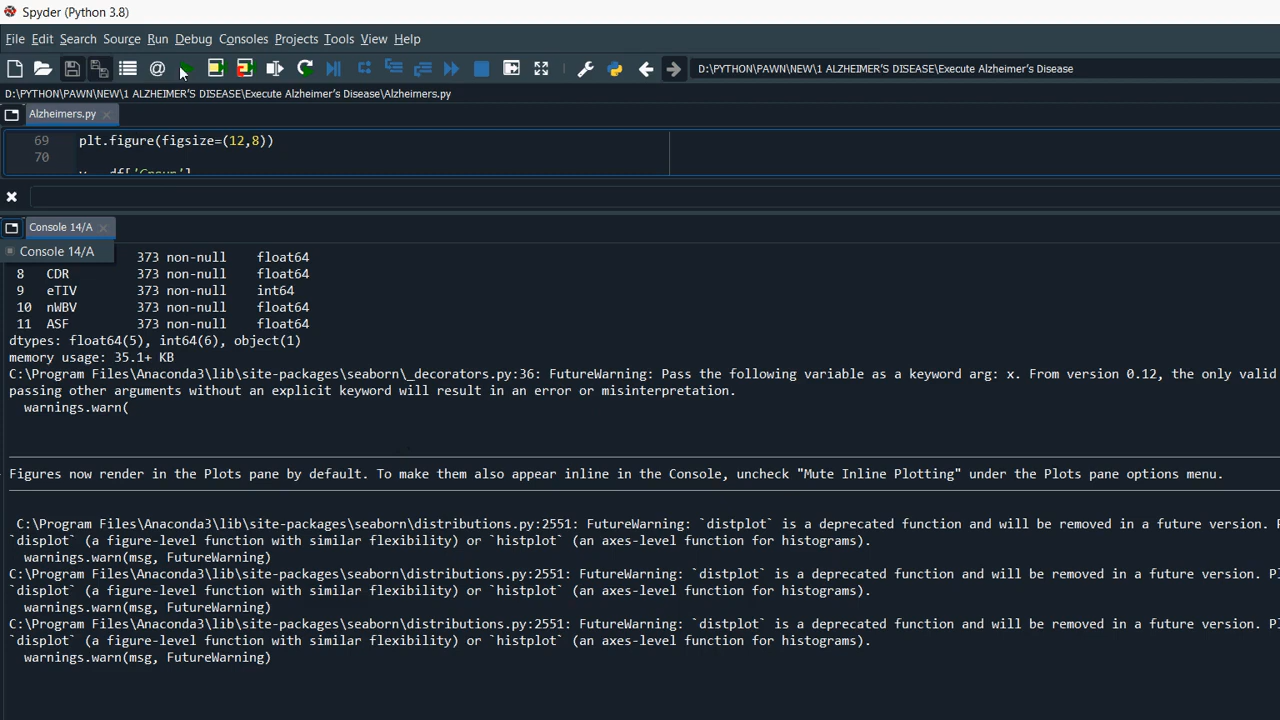 Spyder (Python 3.8)
File Edit Search Source Run Debug Consoles Projects Tools View Help
D:\PYTHON\PAWN\NEW\1 ALZHEIMER'S DISEASE\Execute Alzheimer's Disease
D:\PYTHON\PAWN\NEW\1 ALZHEIMER'S DISEASE\Execute Alzheimer's Disease\Alzheimers.py
Alzheimers.py
69 plt.figure(figsize=(12,8))
70
Console 14/A
Console 14/A
373 non-null float64
8 CDR 373 non-null float64
9 eTIV 373 non-null int64
10 nWBV 373 non-null float64
11 ASF 373 non-null float64
dtypes: float64(5), int64(6), object(1)
memory usage: 35.1+ KB
C:\Program Files\Anaconda3\lib\site-packages\seaborn\_decorators.py:36: FutureWarning: Pass the following variable as a keyword arg: x. From version 0.12, the only valid
passing other arguments without an explicit keyword will result in an error or misinterpretation.
warnings.warn(
Figures now render in the Plots pane by default. To make them also appear inline in the Console, uncheck "Mute Inline Plotting" under the Plots pane options menu.
C:\Program Files\Anaconda3\lib\site-packages\seaborn\distributions.py:2551: FutureWarning: `distplot` is a deprecated function and will be removed in a future version.
`displot` (a figure-level function with similar flexibility) or `histplot` (an axes-level function for histograms).
warnings.warn(msg, FutureWarning)
C:\Program Files\Anaconda3\lib\site-packages\seaborn\distributions.py:2551: FutureWarning: `distplot` is a deprecated function and will be removed in a future version. Pl
`displot` (a figure-level function with similar flexibility) or `histplot` (an axes-level function for histograms).
warnings.warn(msg, FutureWarning)
C:\Program Files\Anaconda3\lib\site-packages\seaborn\distributions.py:2551: FutureWarning: `distplot` is a deprecated function and will be removed in a future version. Pl
`displot` (a figure-level function with similar flexibility) or `histplot` (an axes-level function for histograms).
warnings.warn(msg, FutureWarning)